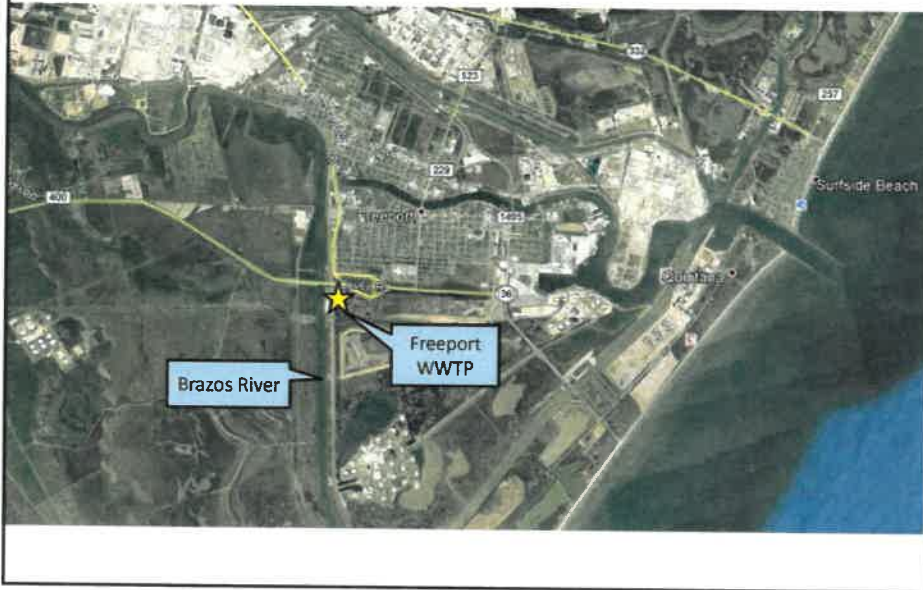 332
523
257
229
400
Surfside Beach
Freeport
1495
Quintana
36
Freeport
WWTP
Brazos River